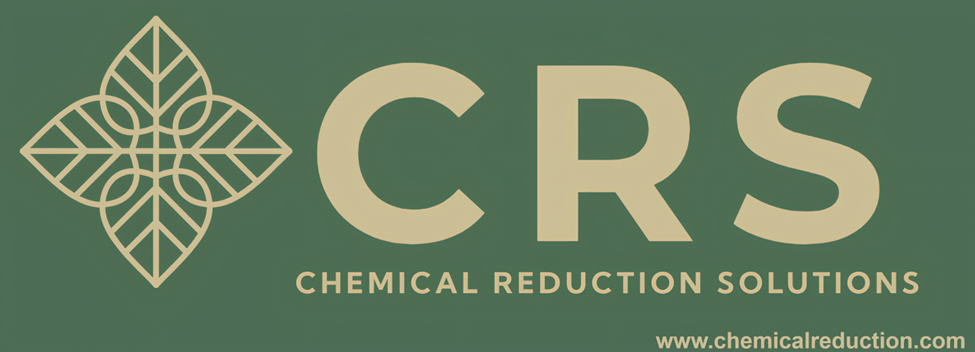 CRS
CHEMICAL REDUCTION SOLUTIONS
www.chemicalreduction.com